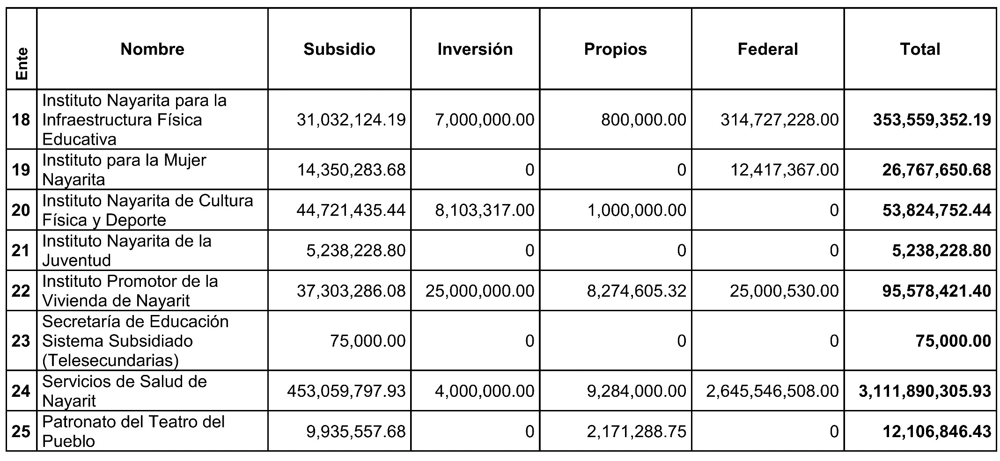 Ente Nombre Subsidio Inversión Propios Federal Total
18 Instituto Nayarita para la Infraestructura Física Educativa 31,032,124.19 7,000,000.00 800,000.00 314,727,228.00 353,559,352.19
19 Instituto para la Mujer Nayarita 14,350,283.68 0 0 12,417,367.00 26,767,650.68
20 Instituto Nayarita de Cultura Física y Deporte 44,721,435.44 8,103,317.00 1,000,000.00 0 53,824,752.44
21 Instituto Nayarita de la Juventud 5,238,228.80 0 0 0 5,238,228.80
22 Instituto Promotor de la Vivienda de Nayarit 37,303,286.08 25,000,000.00 8,274,605.32 25,000,530.00 95,578,421.40
23 Secretaría de Educación Sistema Subsidiado (Telesecundarias) 75,000.00 0 0 0 75,000.00
24 Servicios de Salud de Nayarit 453,059,797.93 4,000,000.00 9,284,000.00 2,645,546,508.00 3,111,890,305.93
25 Patronato del Teatro del Pueblo 9,935,557.68 0 2,171,288.75 0 12,106,846.43